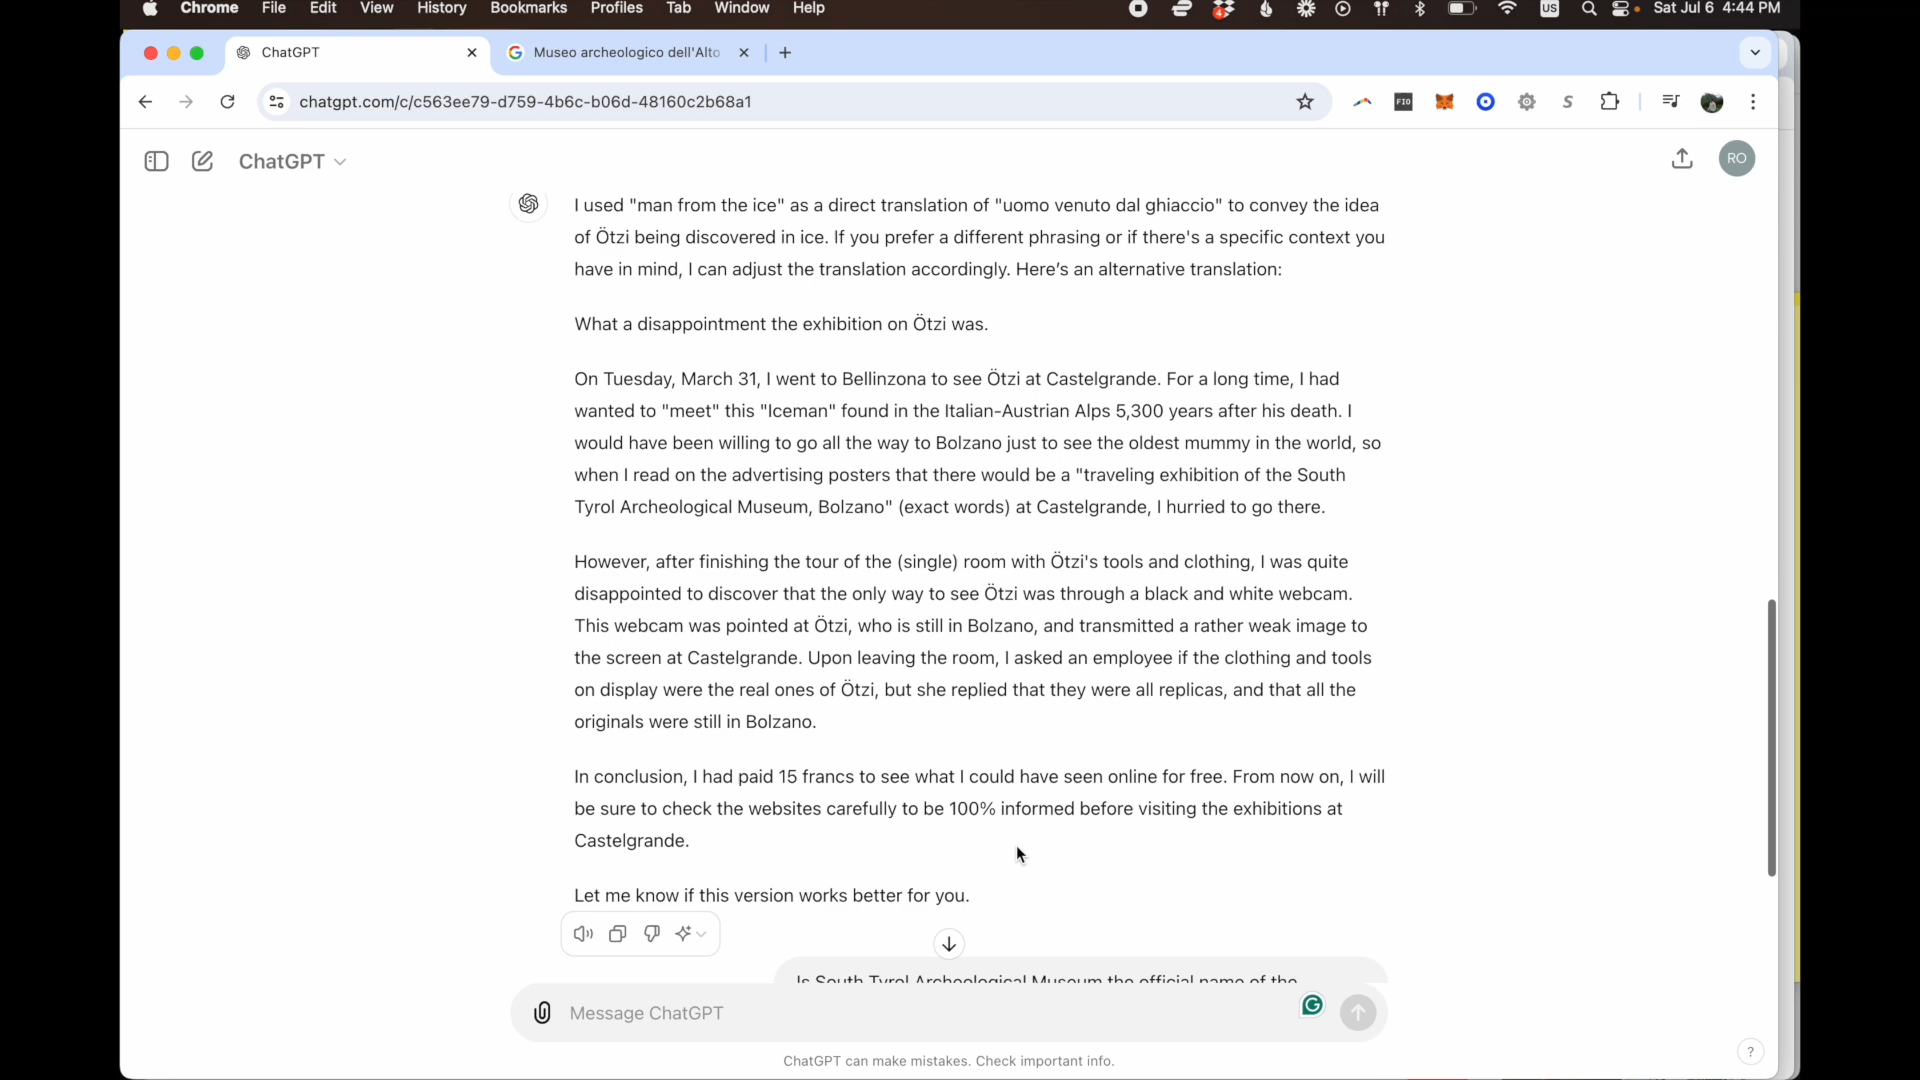 Chrome File Edit View History Bookmarks Profiles Tab Window Help 4 US Sat Jul 6 4:44 PM
ChatGPT Museo archeologico dell'Alto
chatgpt.com/c/c563ee79-d759-4b6c-b06d-48160c2b68a1 FIO S
ChatGPT RO
I used "man from the ice" as a direct translation of "uomo venuto dal ghiaccio" to convey the idea
of Ötzi being discovered in ice. If you prefer a different phrasing or if there's a specific context you
have in mind, I can adjust the translation accordingly. Here's an alternative translation:
What a disappointment the exhibition on Ötzi was.
On Tuesday, March 31, I went to Bellinzona to see Ötzi at Castelgrande. For a long time, I had
wanted to "meet" this "Iceman" found in the Italian-Austrian Alps 5,300 years after his death. I
would have been willing to go all the way to Bolzano just to see the oldest mummy in the world, so
when I read on the advertising posters that there would be a "traveling exhibition of the South
Tyrol Archeological Museum, Bolzano" (exact words) at Castelgrande, I hurried to go there.
However, after finishing the tour of the (single) room with Ötzi's tools and clothing, I was quite
disappointed to discover that the only way to see Ötzi was through a black and white webcam.
This webcam was pointed at Ötzi, who is still in Bolzano, and transmitted a rather weak image to
the screen at Castelgrande. Upon leaving the room, I asked an employee if the clothing and tools
on display were the real ones of Ötzi, but she replied that they were all replicas, and that all the
originals were still in Bolzano.
In conclusion, I had paid 15 francs to see what I could have seen online for free. From now on, I will
be sure to check the websites carefully to be 100% informed before visiting the exhibitions at
Castelgrande.
Let me know if this version works better for you.
Is South Tyrol Archeological Museum the official name of the
Message ChatGPT
ChatGPT can make mistakes. Check important info.
?